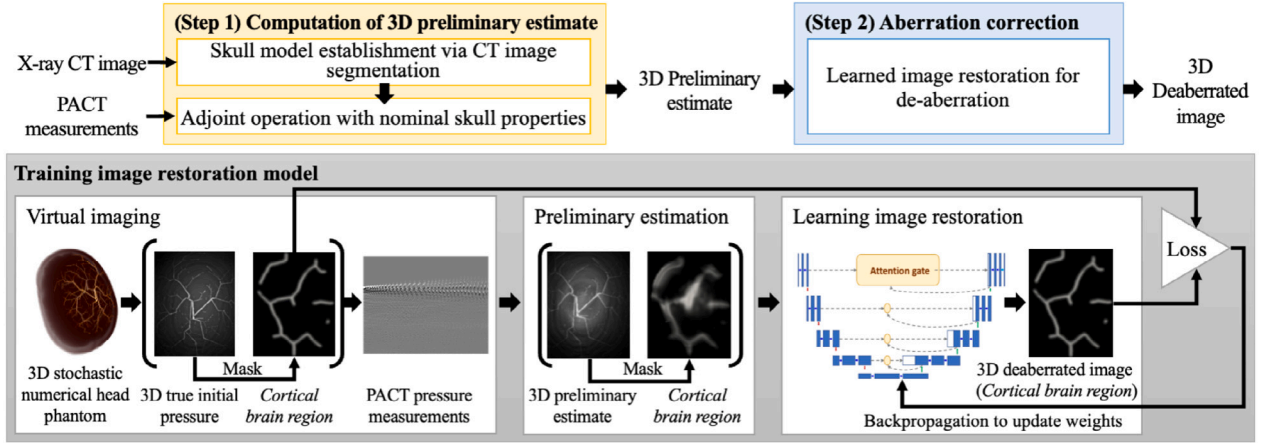 (Step 1) Computation of 3D preliminary estimate
X-ray CT image
Skull model establishment via CT image
segmentation
PACT
measurements
Adjoint operation with nominal skull properties
3D Preliminary
estimate
(Step 2) Aberration correction
Learned image restoration for
de-aberration
3D
Deaberrated
image
Training image restoration model
Virtual imaging
Mask
3D stochastic
numerical head
phantom
3D true initial
pressure
Cortical
brain region
PACT pressure
measurements
Preliminary estimation
Mask
3D preliminary
estimate
Cortical
brain region
Learning image restoration
Attention gate
3D deaberrated image
(Cortical brain region)
Loss
Backpropagation to update weights